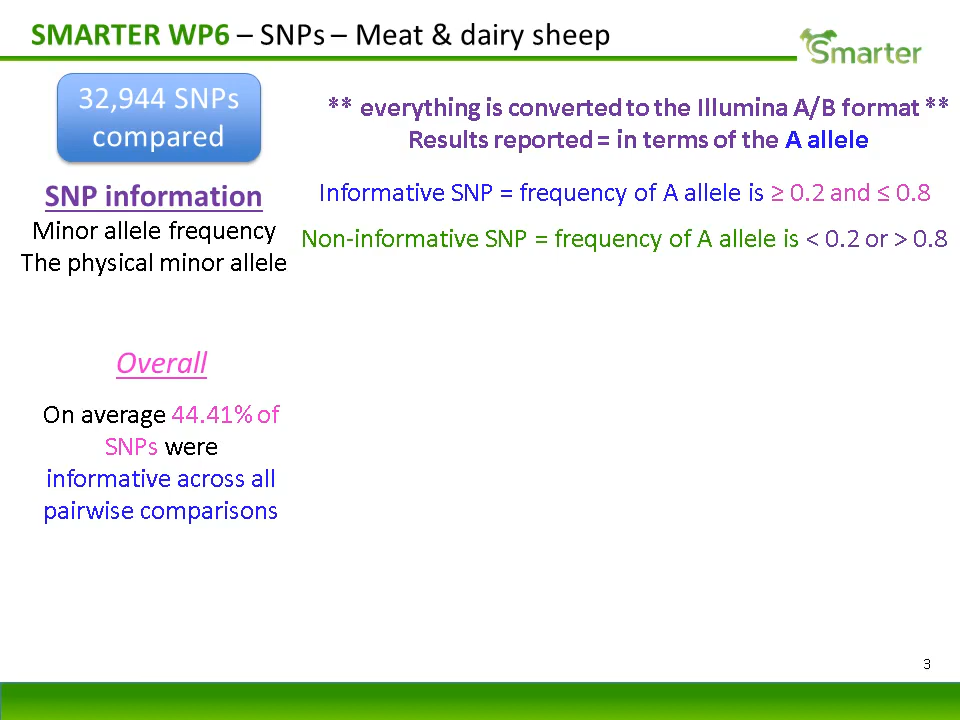 SMARTER WP6 – SNPs – Meat & dairy sheep
Smarter
32,944 SNPs
compared
** everything is converted to the Illumina A/B format **
Results reported = in terms of the A allele
SNP information
Minor allele frequency
The physical minor allele
Informative SNP = frequency of A allele is ≥ 0.2 and ≤ 0.8
Non-informative SNP = frequency of A allele is < 0.2 or > 0.8
Overall
On average 44.41% of
SNPs were
informative across all
pairwise comparisons
3